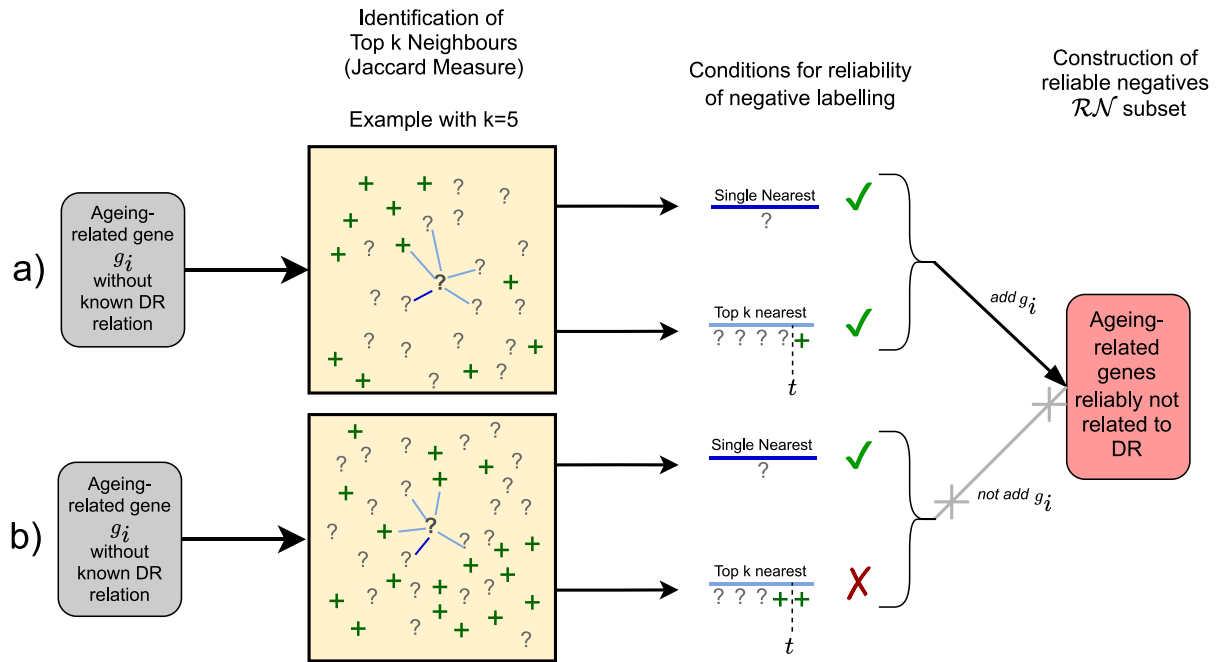 Identification of
Top k Neighbours
(Jaccard Measure)
Example with k=5
Conditions for reliability
of negative labelling
Construction of
reliable negatives
RN subset
a)
Ageing-
related gene
g_i
without
known DR
relation
? + + ? ?
+ + ? ?
+ ? + ? ? +
? ? + ?
? ? ? ?
? ? ? ? +
+ + ? + ?
Single Nearest
?
✓
Top k nearest
? ? ? ? +
t
✓
add g_i
Ageing-
related
genes
reliably not
related to
DR
b)
Ageing-
related gene
g_i
without
known DR
relation
+ ? ? ?
? ? + + ?
+ ? + ? ?
? + ? ? ?
? ? ? + + +
? + ? + + ? +
+ ? + + ? +
+ ? + + ?
Single Nearest
?
✓
Top k nearest
? ? ? + +
t
✗
not add g_i